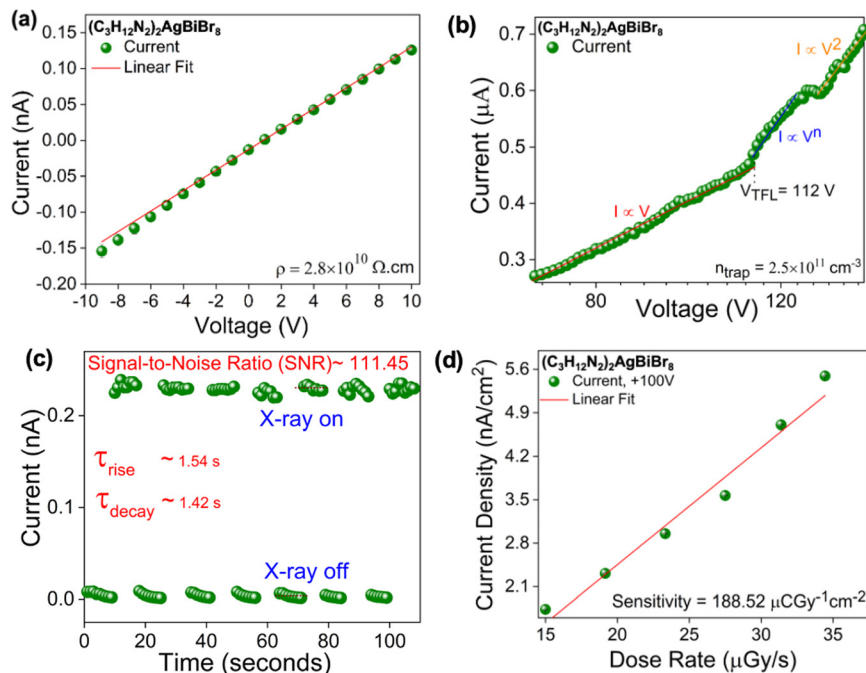 (a)
(C3H12N2)2AgBiBr8
Current
Linear Fit
0.15
0.10
0.05
0.00
-0.05
-0.10
-0.15
-0.20
Current (nA)
ρ = 2.8×10^10 Ω.cm
-10 -8 -6 -4 -2 0 2 4 6 8 10
Voltage (V)
(b)
(C3H12N2)2AgBiBr8
Current
I ∝ V^2
I ∝ V^n
I ∝ V
V_TFL = 112 V
0.7
0.6
0.5
0.4
0.3
Current (μA)
n_trap = 2.5×10^11 cm^-3
80 120
Voltage (V)
(c)
Signal-to-Noise Ratio (SNR)~ 111.45
X-ray on
τ_rise ~ 1.54 s
τ_decay ~ 1.42 s
X-ray off
0.2
0.1
0.0
Current (nA)
0 20 40 60 80 100
Time (seconds)
(d)
(C3H12N2)2AgBiBr8
Current, +100V
Linear Fit
5.6
4.9
4.2
3.5
2.8
2.1
Current Density (nA/cm^2)
Sensitivity = 188.52 μCGy^-1cm^-2
15 20 25 30 35
Dose Rate (μGy/s)